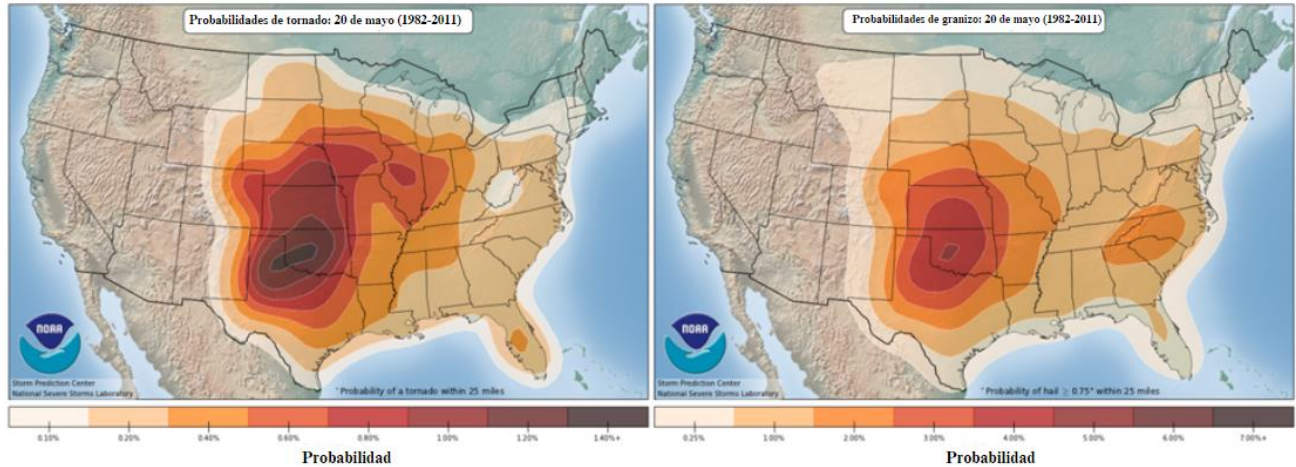 Probabilidades de tornado: 20 de mayo (1982-2011)
NOAA
Storm Prediction Center
National Severe Storms Laboratory
* Probability of a tornado within 25 miles
0.10% 0.20% 0.40% 0.60% 0.80% 1.00% 1.20% 1.40%+
Probabilidad
Probabilidades de granizo: 20 de mayo (1982-2011)
NOAA
Storm Prediction Center
National Severe Storms Laboratory
* Probability of hail ≥ 0.75" within 25 miles
0.25% 1.00% 2.00% 3.00% 4.00% 5.00% 6.00% 7.00%+
Probabilidad